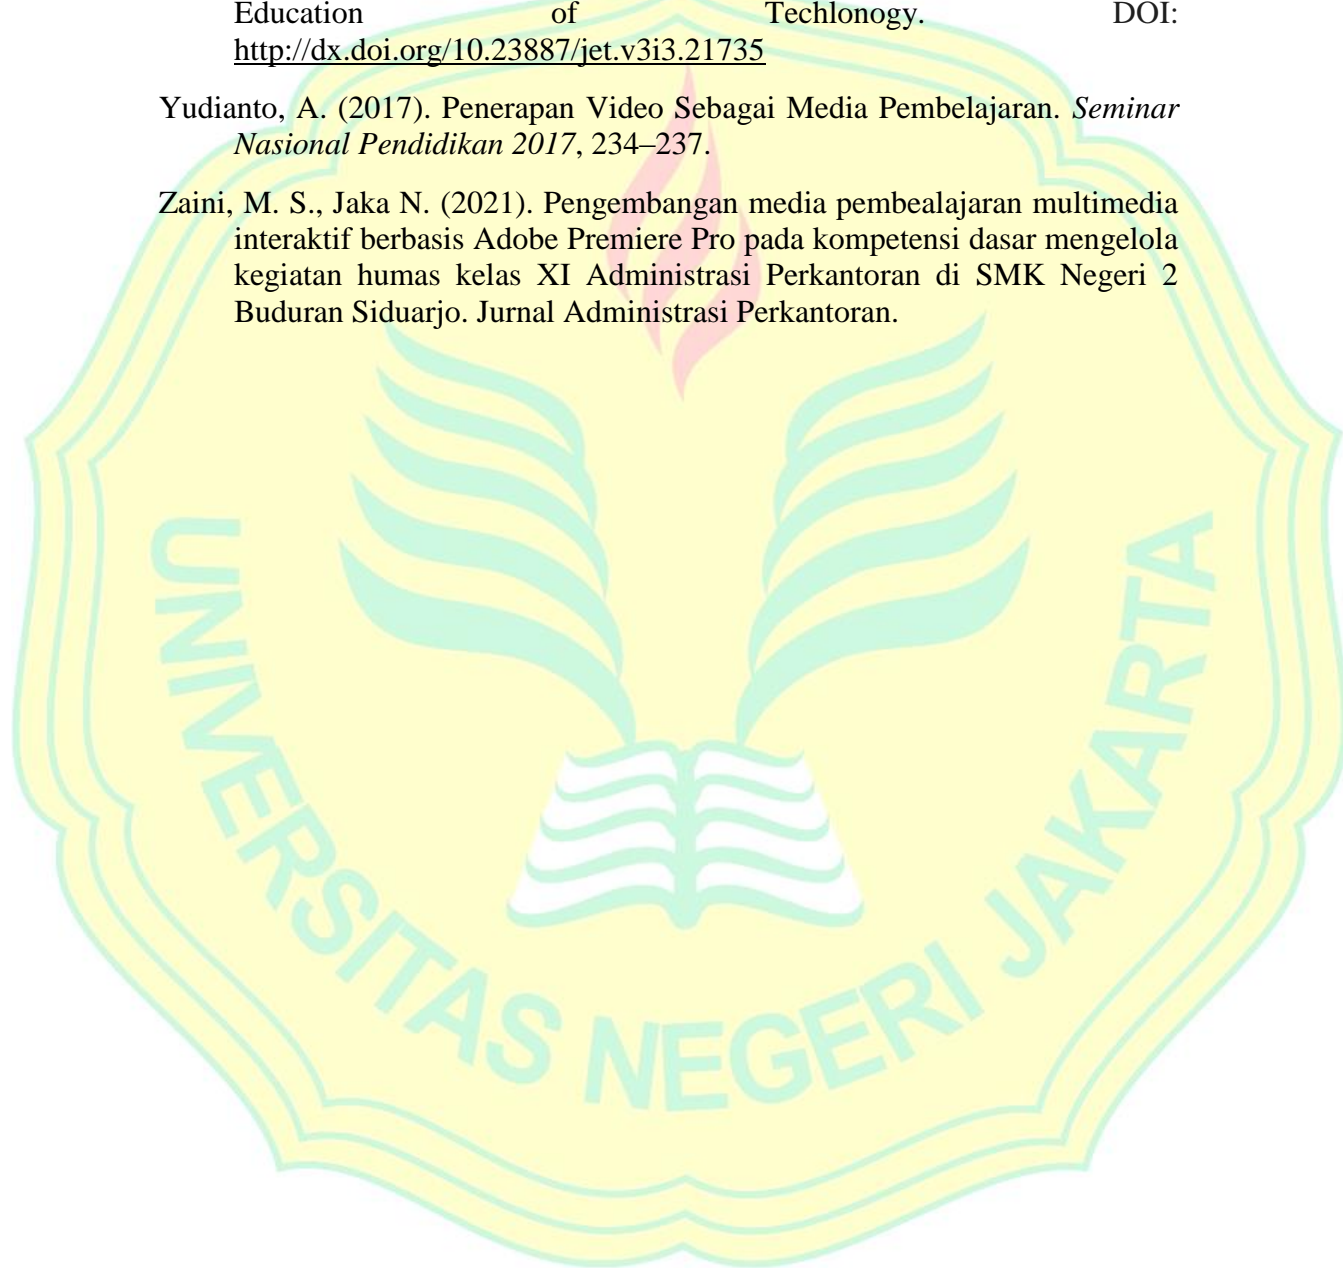 Education of Techlonogy. DOI:
http://dx.doi.org/10.23887/jet.v3i3.21735
Yudianto, A. (2017). Penerapan Video Sebagai Media Pembelajaran. Seminar
Nasional Pendidikan 2017, 234–237.
Zaini, M. S., Jaka N. (2021). Pengembangan media pembealajaran multimedia
interaktif berbasis Adobe Premiere Pro pada kompetensi dasar mengelola
kegiatan humas kelas XI Administrasi Perkantoran di SMK Negeri 2
Buduran Siduarjo. Jurnal Administrasi Perkantoran.
UNIVERSITAS NEGERI JAKARTA